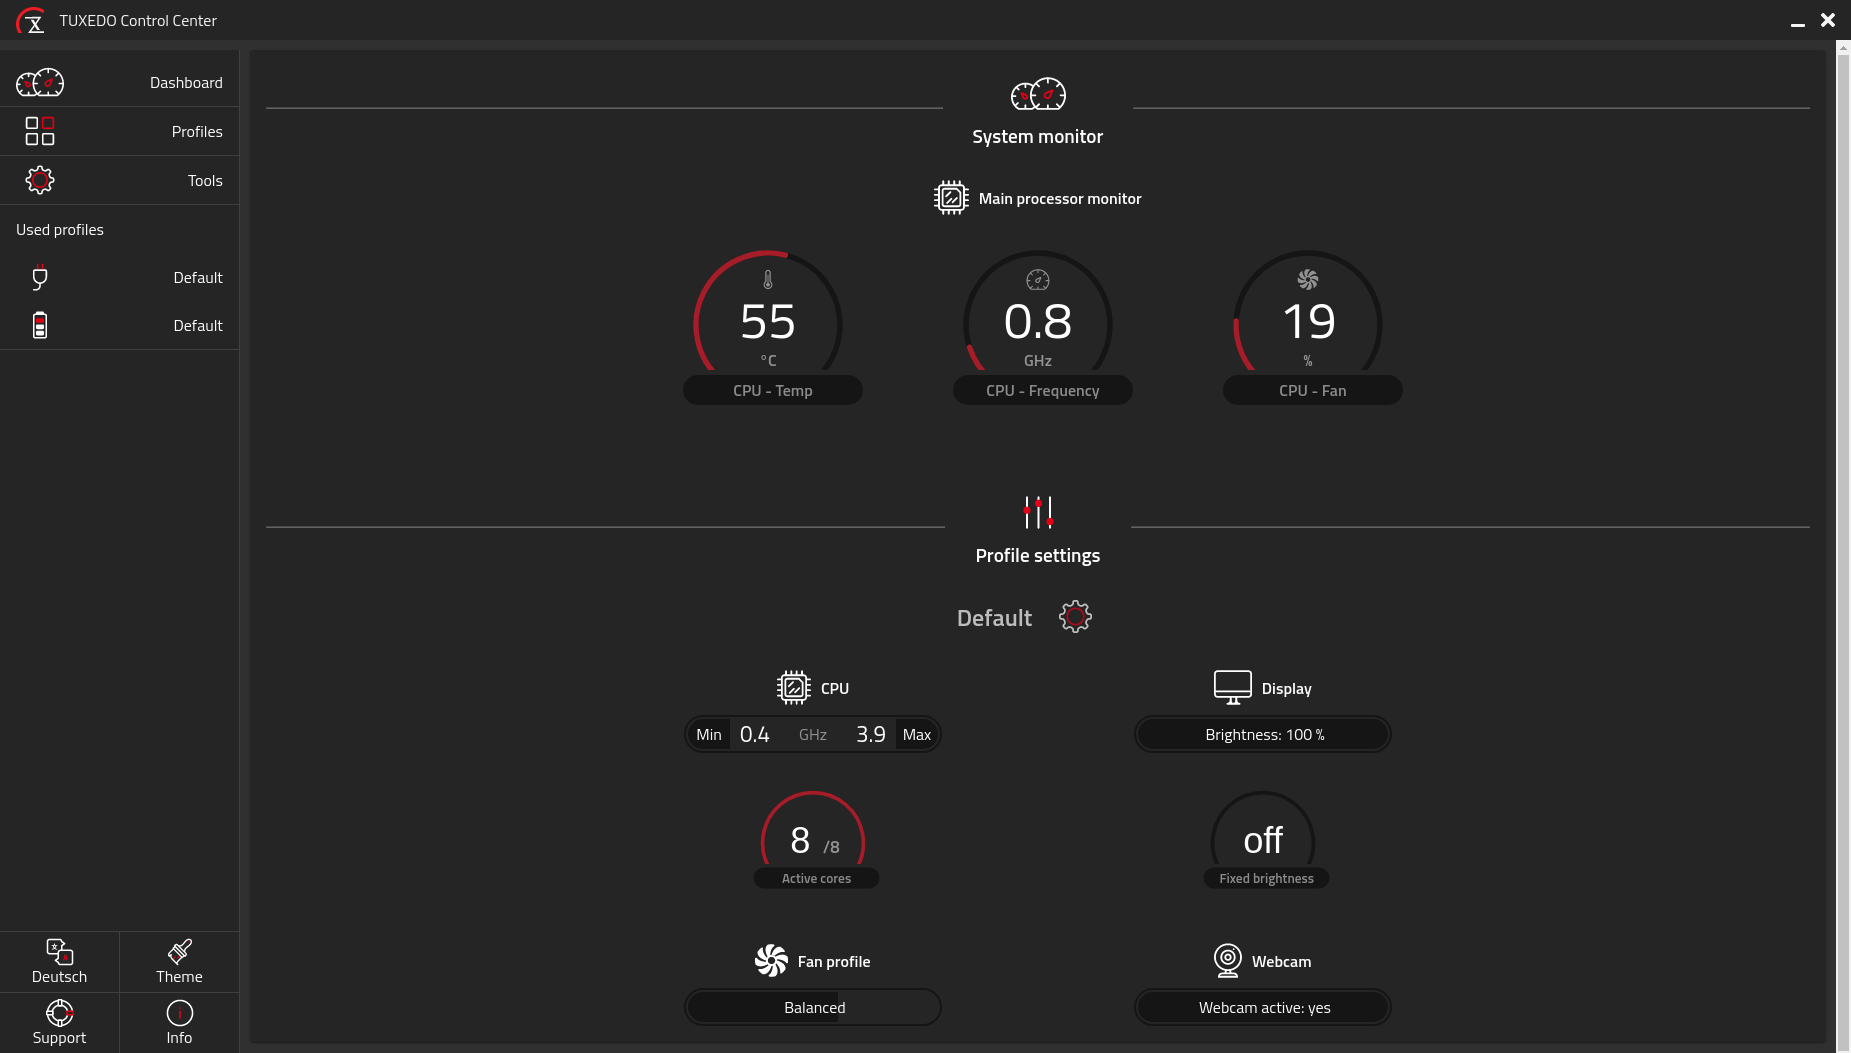 TUXEDO Control Center
Dashboard
Profiles
Tools
Used profiles
Default
Default
Deutsch
Theme
Support
Info
System monitor
Main processor monitor
55
°C
CPU - Temp
0.8
GHz
CPU - Frequency
19
%
CPU - Fan
Profile settings
Default
CPU
Min 0.4 GHz 3.9 Max
8 /8
Active cores
Display
Brightness: 100 %
off
Fixed brightness
Fan profile
Balanced
Webcam
Webcam active: yes